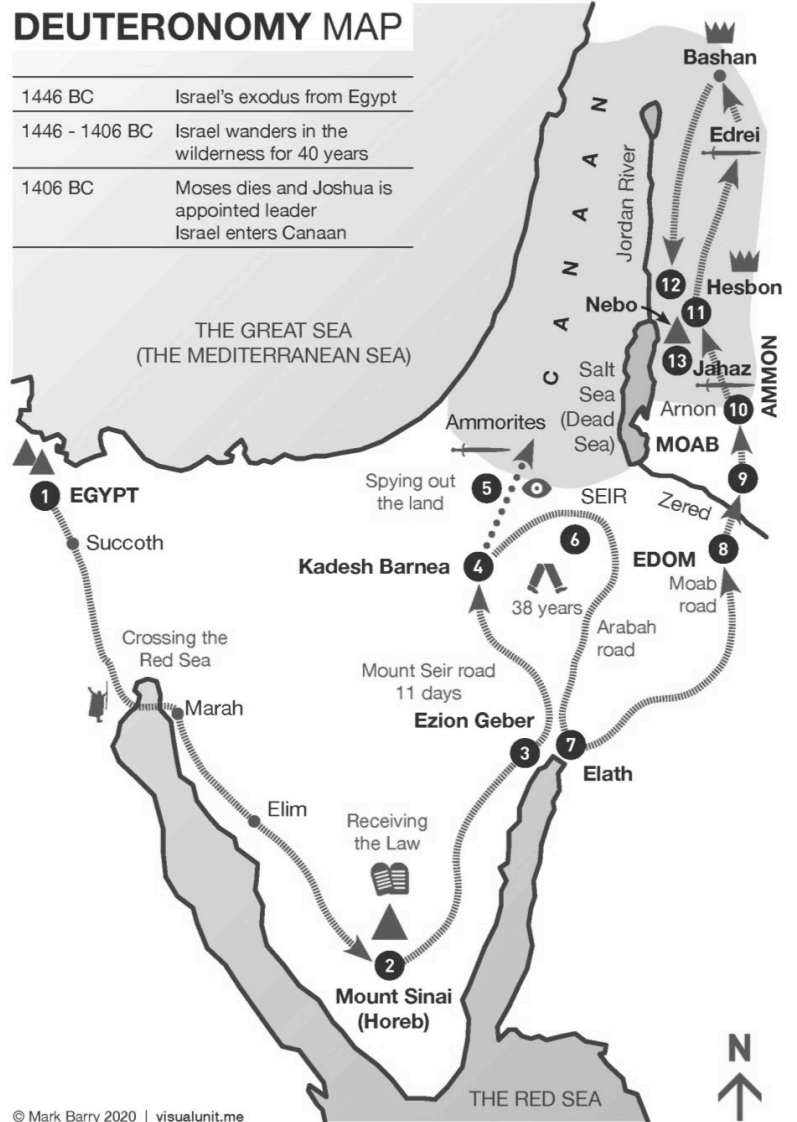 DEUTERONOMY MAP
1446 BC Israel's exodus from Egypt
1446 - 1406 BC Israel wanders in the
wilderness for 40 years
1406 BC Moses dies and Joshua is
appointed leader
Israel enters Canaan
THE GREAT SEA
(THE MEDITERRANEAN SEA)
CANAAN
Jordan River
Bashan
Edrei
12
Hesbon
11
Nebo
13
Jahaz
AMMON
Salt
Sea
(Dead
Sea)
Arnon
10
MOAB
9
Zered
Ammorites
Spying out
the land
5
SEIR
6
1
EGYPT
Succoth
Kadesh Barnea
4
38 years
EDOM
8
Moab
road
Arabah
road
Crossing the
Red Sea
Marah
Mount Seir road
11 days
Ezion Geber
3
7
Elath
Elim
Receiving
the Law
2
Mount Sinai
(Horeb)
THE RED SEA
N
© Mark Barry 2020 | visualunit.me